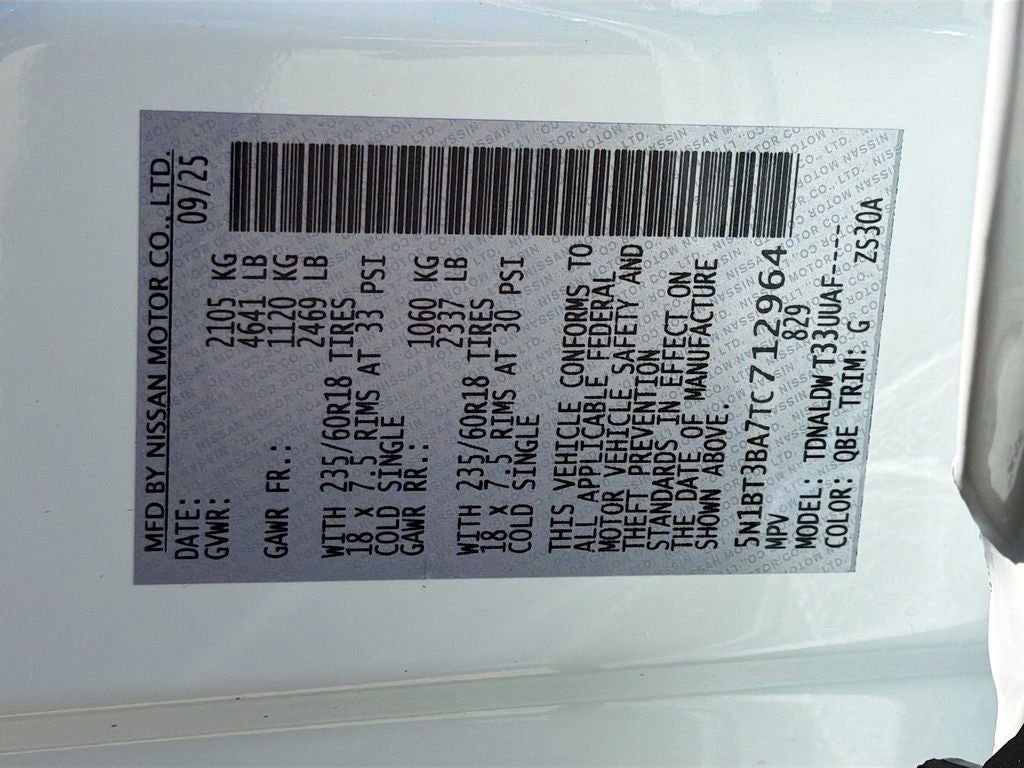 MFD BY NISSAN MOTOR CO., LTD.
DATE: 09/25
GVWR: 2105 KG
4641 LB
GAWR FR.: 1120 KG
2469 LB
WITH 235/60R18 TIRES
18 X 7.5 RIMS AT 33 PSI
COLD SINGLE
GAWR RR.: 1060 KG
2337 LB
WITH 235/60R18 TIRES
18 X 7.5 RIMS AT 30 PSI
COLD SINGLE
THIS VEHICLE CONFORMS TO
ALL APPLICABLE FEDERAL
MOTOR VEHICLE SAFETY AND
THEFT PREVENTION
STANDARDS IN EFFECT ON
THE DATE OF MANUFACTURE
SHOWN ABOVE.
5N1BT3BA7TC712964
MPV 829
MODEL: TDNALDW T33UUAF-----
COLOR: QBE TRIM: G ZS30A